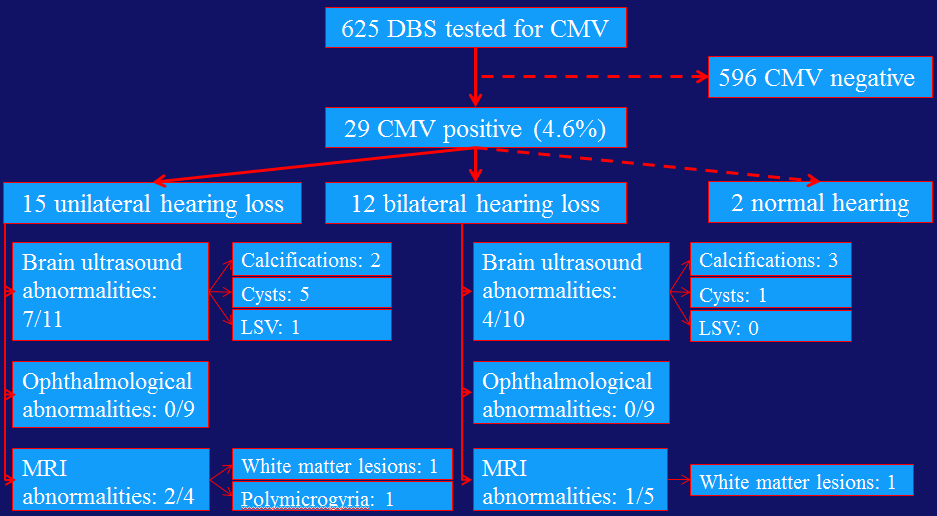 625 DBS tested for CMV
596 CMV negative
29 CMV positive (4.6%)
15 unilateral hearing loss
12 bilateral hearing loss
2 normal hearing
Brain ultrasound
abnormalities:
7/11
Calcifications: 2
Cysts: 5
LSV: 1
Brain ultrasound
abnormalities:
4/10
Calcifications: 3
Cysts: 1
LSV: 0
Ophthalmological
abnormalities: 0/9
Ophthalmological
abnormalities: 0/9
MRI
abnormalities: 2/4
White matter lesions: 1
Polymicrogyria: 1
MRI
abnormalities: 1/5
White matter lesions: 1